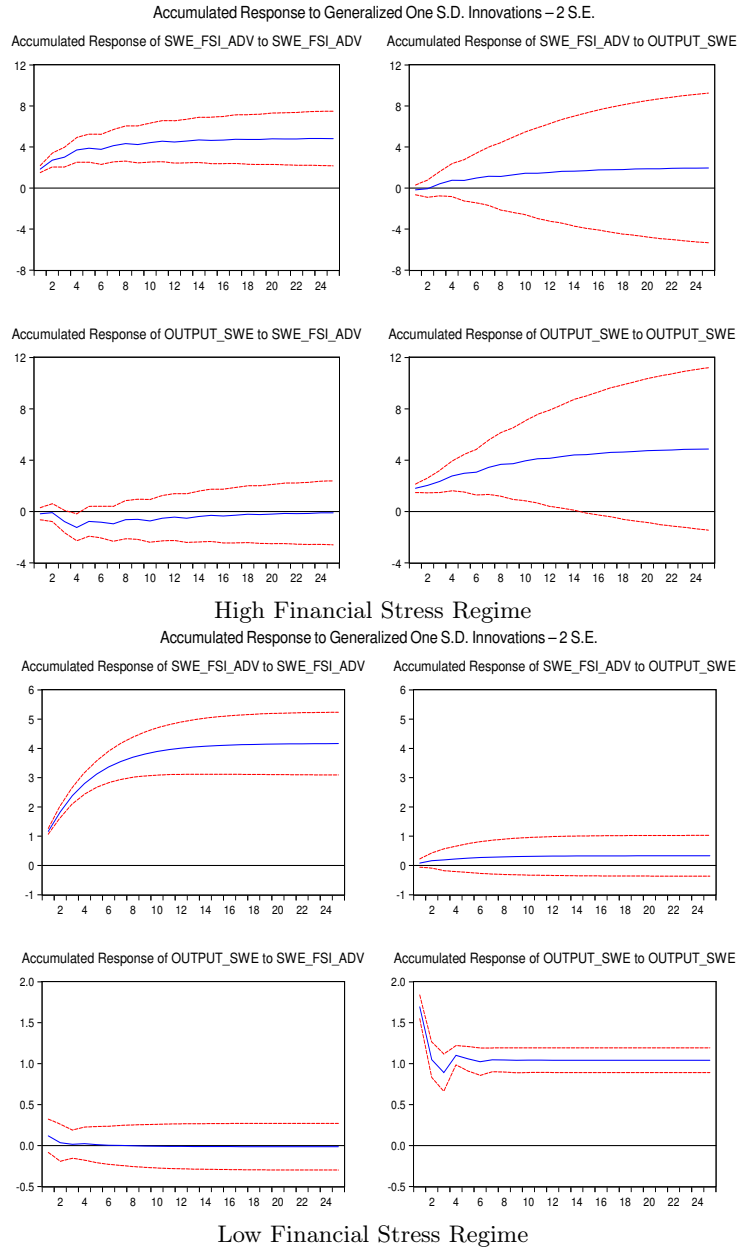 Accumulated Response to Generalized One S.D. Innovations – 2 S.E.
Accumulated Response of SWE_FSI_ADV to SWE_FSI_ADV
12
8
4
0
-4
-8
2 4 6 8 10 12 14 16 18 20 22 24
Accumulated Response of SWE_FSI_ADV to OUTPUT_SWE
12
8
4
0
-4
-8
2 4 6 8 10 12 14 16 18 20 22 24
Accumulated Response of OUTPUT_SWE to SWE_FSI_ADV
12
8
4
0
-4
2 4 6 8 10 12 14 16 18 20 22 24
Accumulated Response of OUTPUT_SWE to OUTPUT_SWE
12
8
4
0
-4
2 4 6 8 10 12 14 16 18 20 22 24
High Financial Stress Regime
Accumulated Response to Generalized One S.D. Innovations – 2 S.E.
Accumulated Response of SWE_FSI_ADV to SWE_FSI_ADV
6
5
4
3
2
1
0
-1
2 4 6 8 10 12 14 16 18 20 22 24
Accumulated Response of SWE_FSI_ADV to OUTPUT_SWE
6
5
4
3
2
1
0
-1
2 4 6 8 10 12 14 16 18 20 22 24
Accumulated Response of OUTPUT_SWE to SWE_FSI_ADV
2.0
1.5
1.0
0.5
0.0
-0.5
2 4 6 8 10 12 14 16 18 20 22 24
Accumulated Response of OUTPUT_SWE to OUTPUT_SWE
2.0
1.5
1.0
0.5
0.0
-0.5
2 4 6 8 10 12 14 16 18 20 22 24
Low Financial Stress Regime